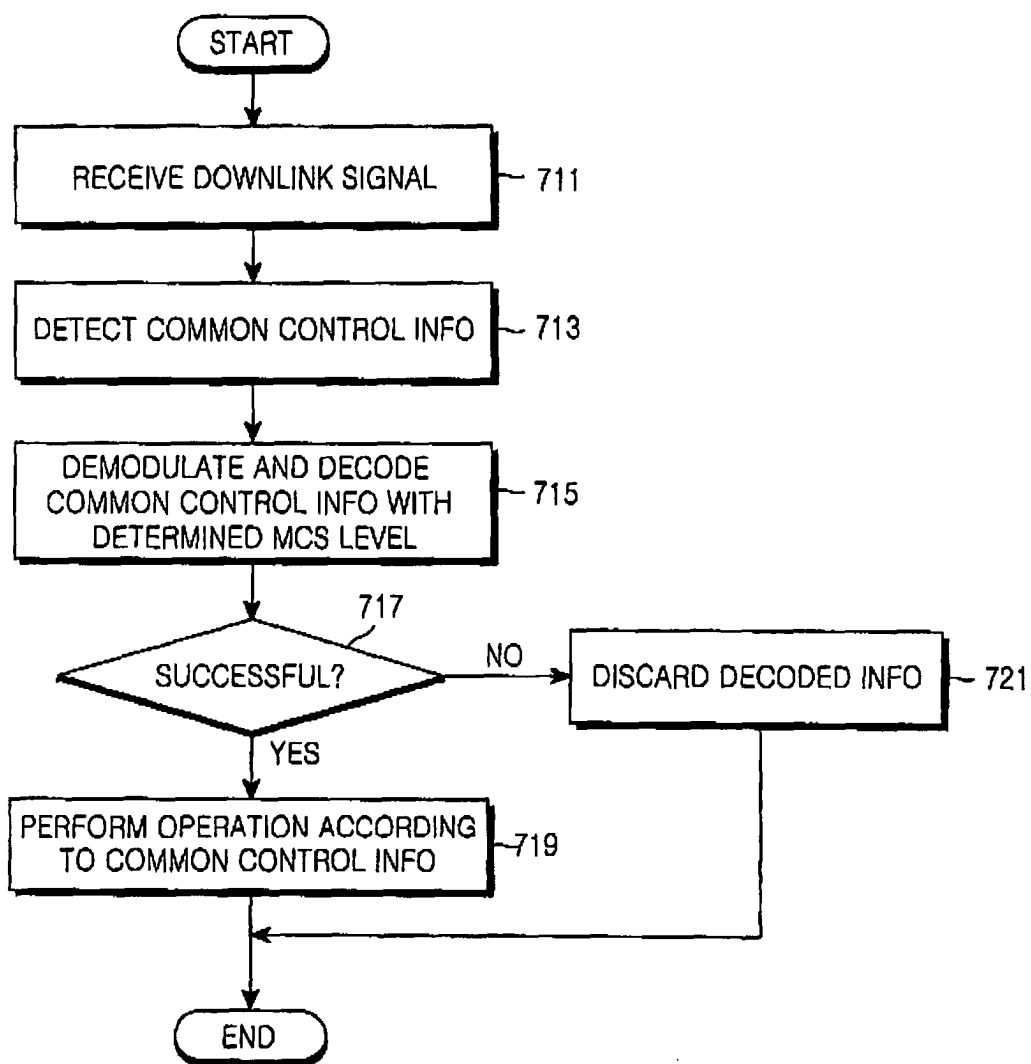 START
RECEIVE DOWNLINK SIGNAL
711
DETECT COMMON CONTROL INFO
713
DEMODULATE AND DECODE
COMMON CONTROL INFO WITH
DETERMINED MCS LEVEL
715
717
SUCCESSFUL?
NO
DISCARD DECODED INFO
721
YES
PERFORM OPERATION ACCORDING
TO COMMON CONTROL INFO
719
END